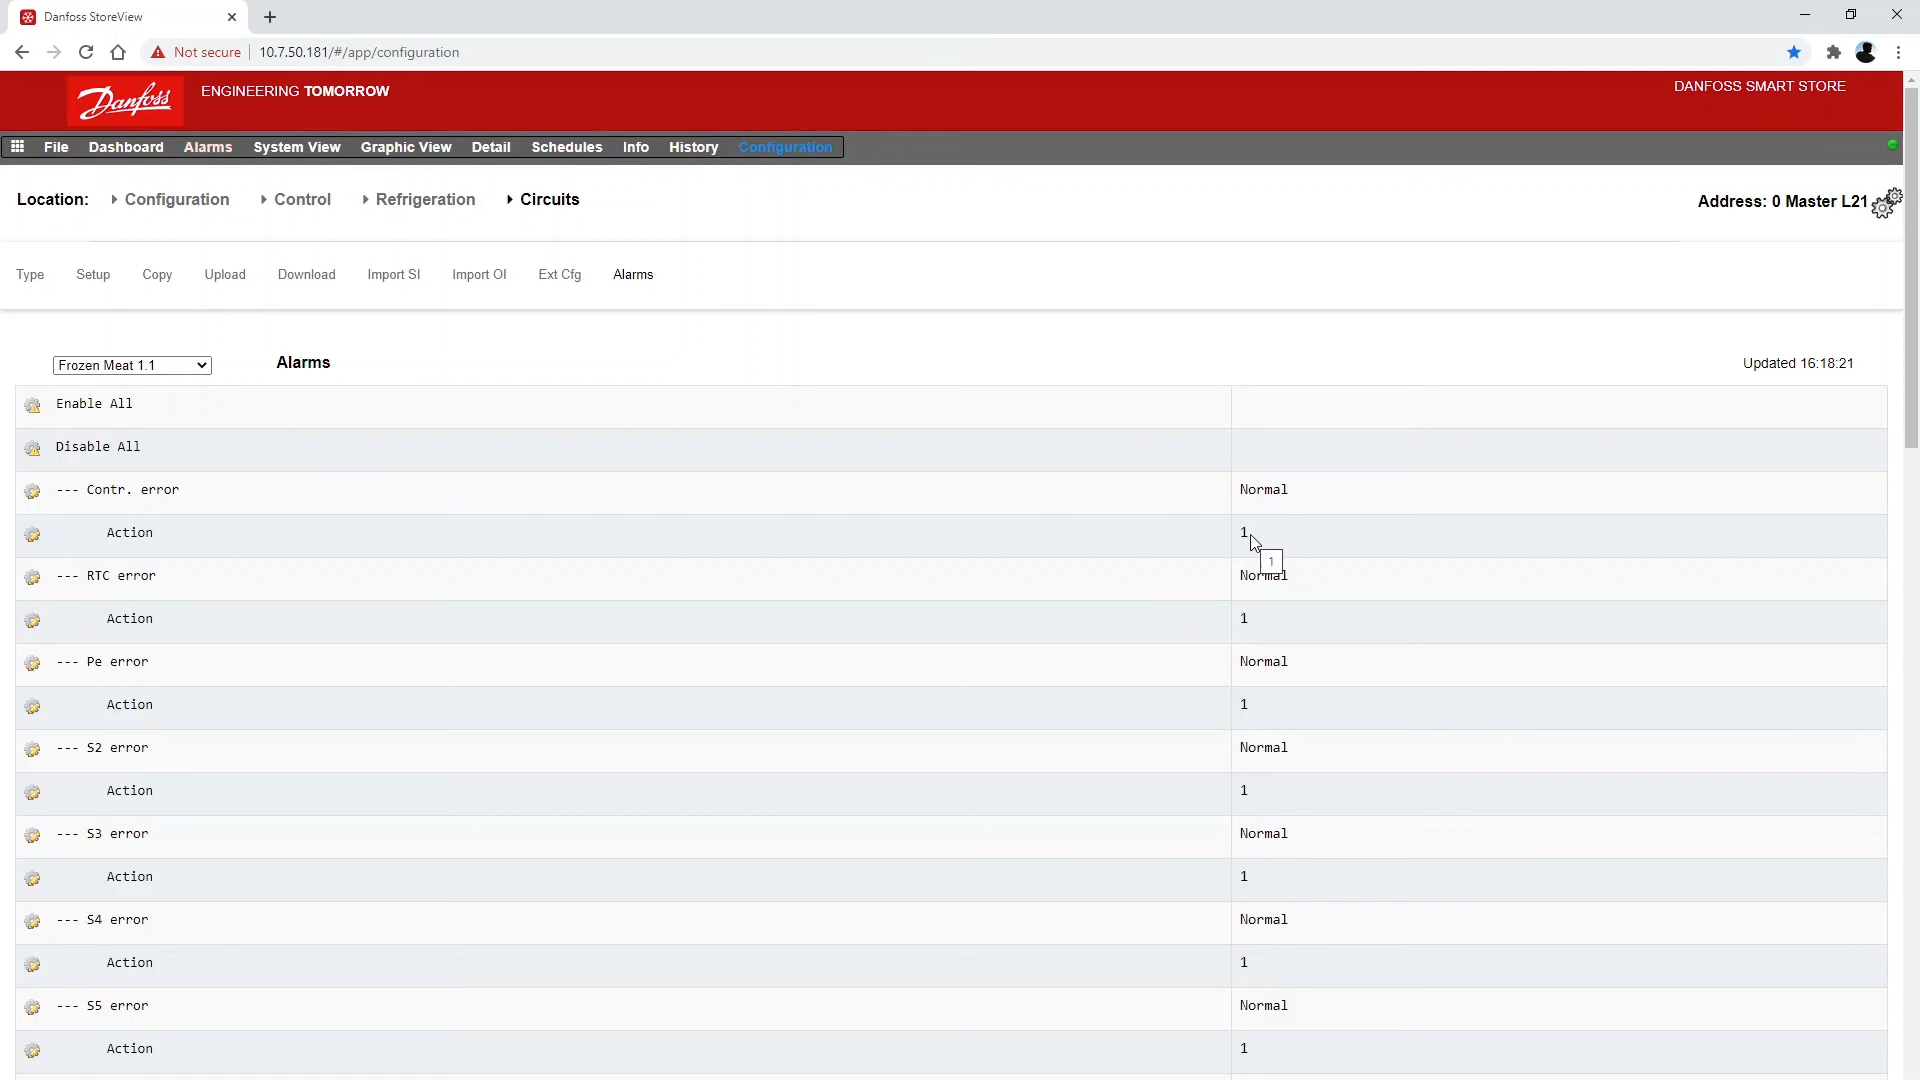 Danfoss StoreView
Not secure 10.7.50.181/#/app/configuration
Danfoss ENGINEERING TOMORROW DANFOSS SMART STORE
File Dashboard Alarms System View Graphic View Detail Schedules Info History Configuration
Location: Configuration Control Refrigeration Circuits Address: 0 Master L21
Type Setup Copy Upload Download Import SI Import OI Ext Cfg Alarms
Frozen Meat 1.1 Alarms Updated 16:18:21
Enable All
Disable All
--- Contr. error Normal
Action 1
1
--- RTC error Normal
Action 1
--- Pe error Normal
Action 1
--- S2 error Normal
Action 1
--- S3 error Normal
Action 1
--- S4 error Normal
Action 1
--- S5 error Normal
Action 1